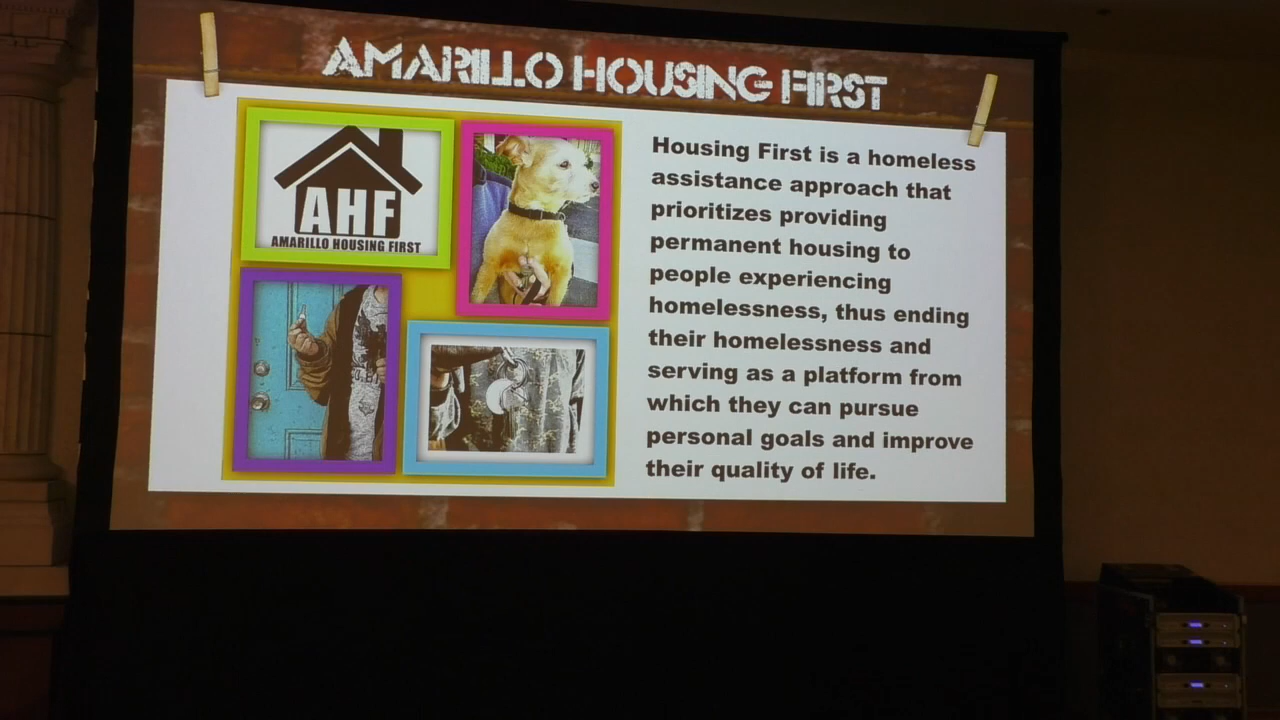 AMARILLO HOUSING FIRST
AHF
AMARILLO HOUSING FIRST
Housing First is a homeless
assistance approach that
prioritizes providing
permanent housing to
people experiencing
homelessness, thus ending
their homelessness and
serving as a platform from
which they can pursue
personal goals and improve
their quality of life.